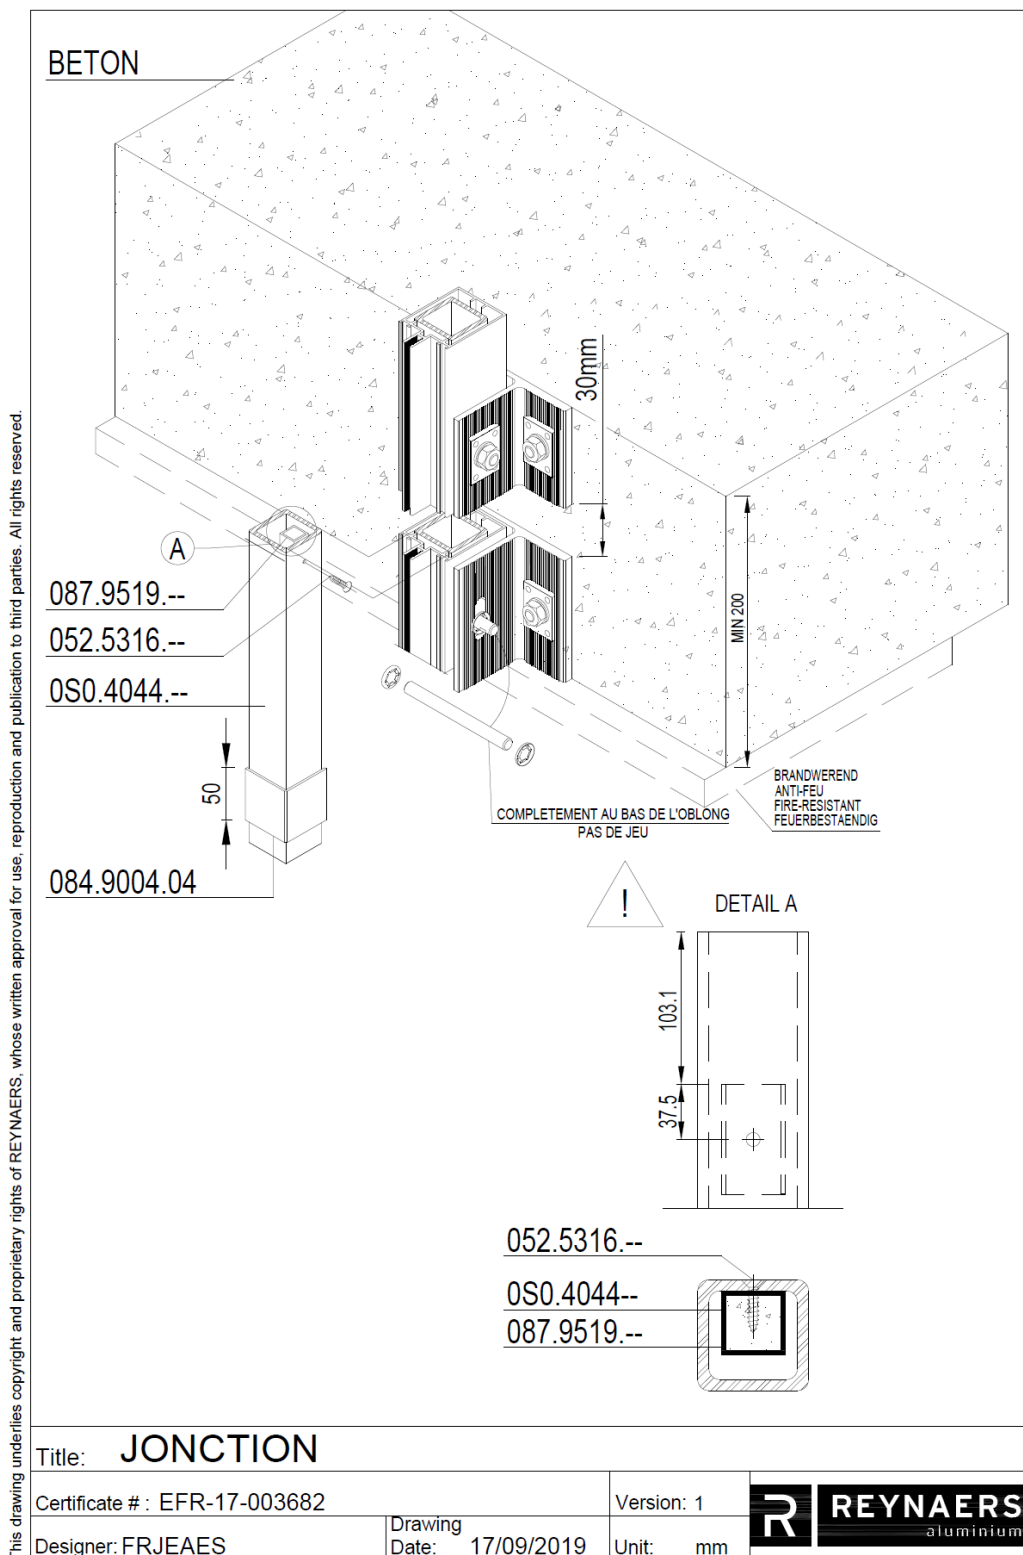 BETON
30mm
A
087.9519.--
052.5316.--
0S0.4044.--
50
084.9004.04
MIN 200
COMPLETEMENT AU BAS DE L'OBLONG
PAS DE JEU
BRANDWEREND
ANTI-FEU
FIRE-RESISTANT
FEUERBESTAENDIG
!
DETAIL A
103.1
37.5
052.5316.--
0S0.4044--
087.9519.--
This drawing underlies copyright and proprietary rights of REYNAERS, whose written approval for use, reproduction and publication to third parties. All rights reserved.
Title: JONCTION
Certificate # : EFR-17-003682
Version: 1
Designer: FRJEAES
Drawing
Date: 17/09/2019
Unit: mm
R REYNAERS
aluminium